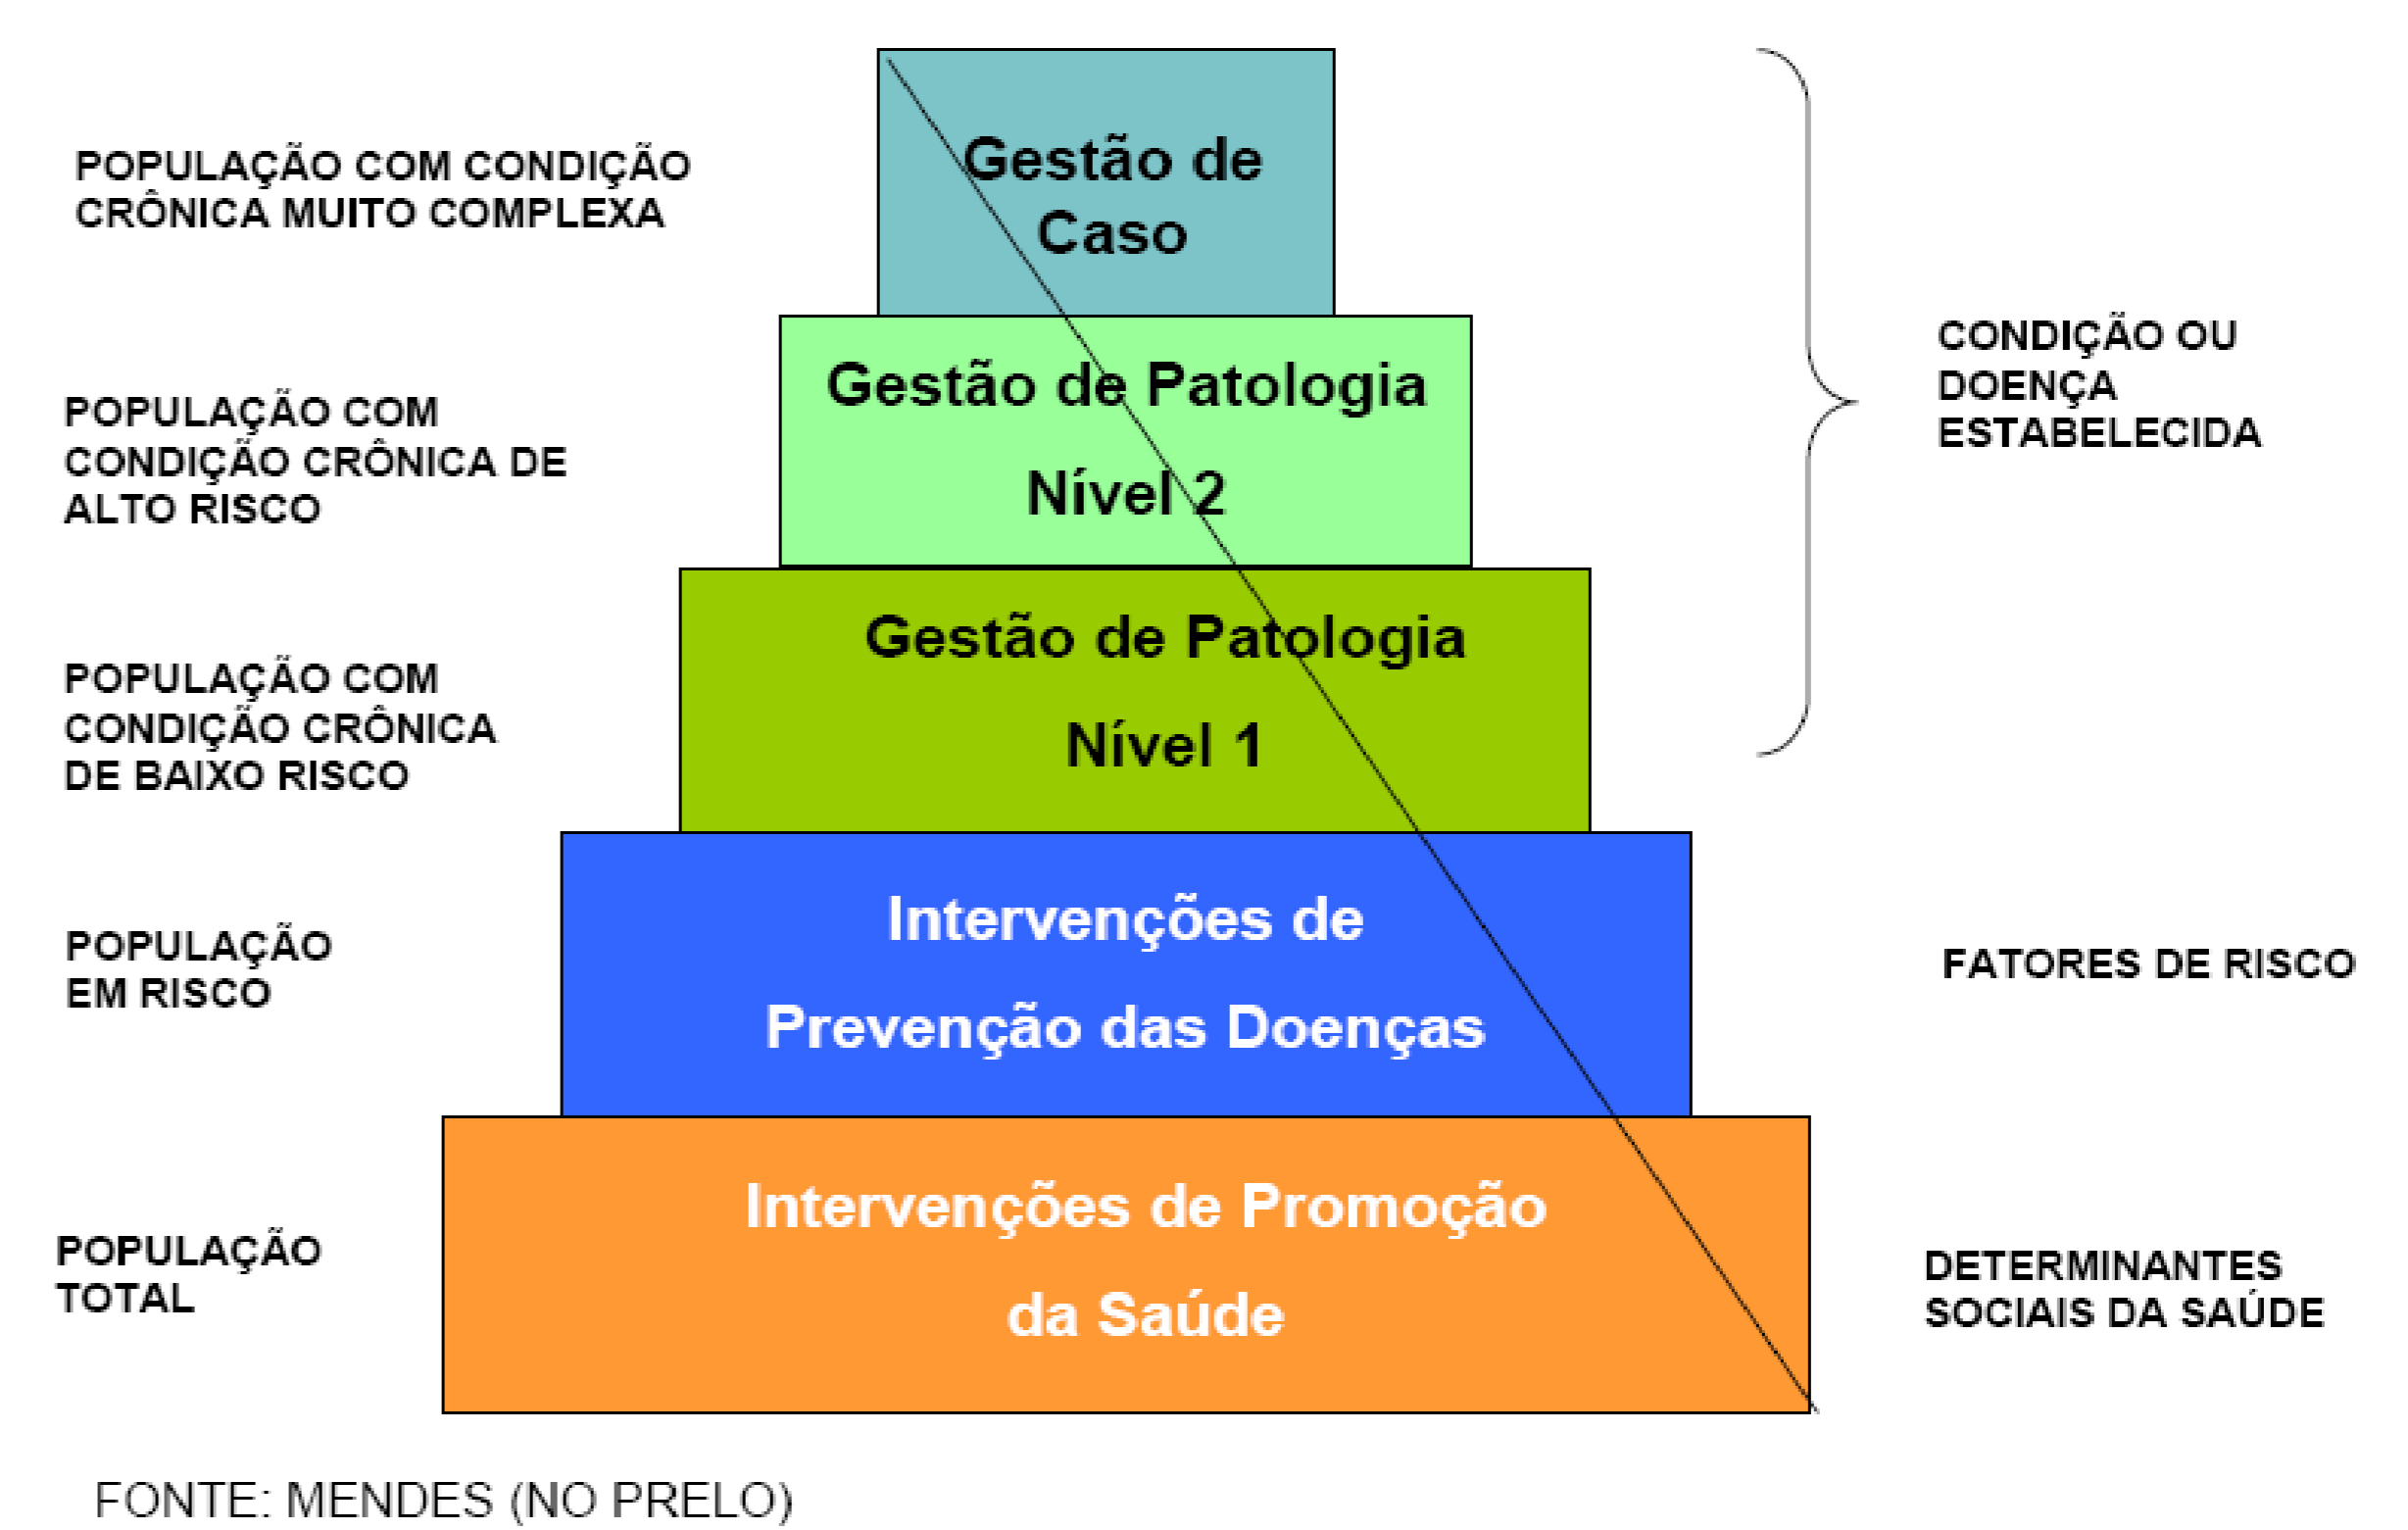 POPULAÇÃO COM CONDIÇÃO
CRÔNICA MUITO COMPLEXA
Gestão de
Caso
POPULAÇÃO COM
CONDIÇÃO CRÔNICA DE
ALTO RISCO
Gestão de Patologia
Nível 2
CONDIÇÃO OU
DOENÇA
ESTABELECIDA
POPULAÇÃO COM
CONDIÇÃO CRÔNICA
DE BAIXO RISCO
Gestão de Patologia
Nível 1
POPULAÇÃO
EM RISCO
Intervenções de
Prevenção das Doenças
FATORES DE RISCO
POPULAÇÃO
TOTAL
Intervenções de Promoção
da Saúde
DETERMINANTES
SOCIAIS DA SAÚDE
FONTE: MENDES (NO PRELO)